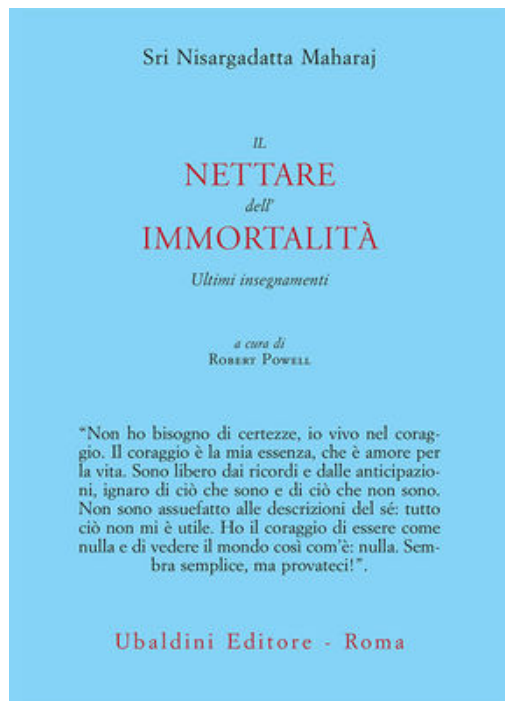 Sri Nisargadatta Maharaj
IL
NETTARE
dell'
IMMORTALITÀ
Ultimi insegnamenti
a cura di
ROBERT POWELL
“Non ho bisogno di certezze, io vivo nel corag-
gio. Il coraggio è la mia essenza, che è amore per
la vita. Sono libero dai ricordi e dalle anticipazio-
ni, ignaro di ciò che sono e di ciò che non sono.
Non sono assuefatto alle descrizioni del sé: tutto
ciò non mi è utile. Ho il coraggio di essere come
nulla e di vedere il mondo così com'è: nulla. Sem-
bra semplice, ma provateci!”.
Ubaldini Editore - Roma